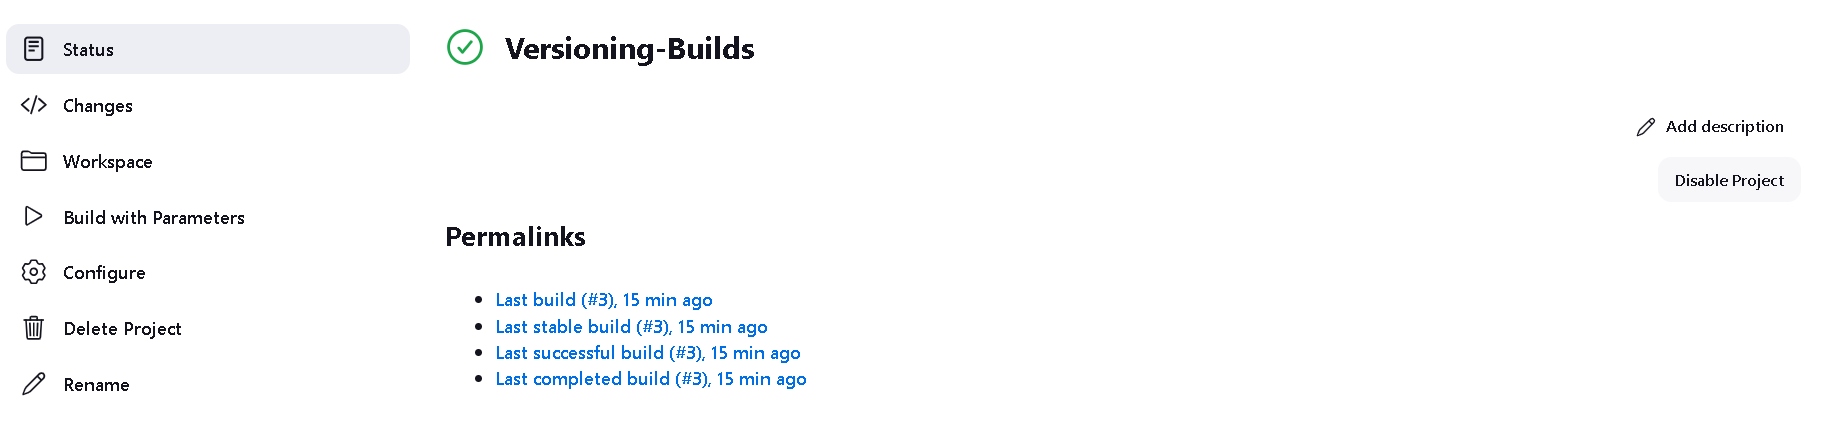 Status
Changes
Workspace
Build with Parameters
Configure
Delete Project
Rename
Versioning-Builds
Add description
Disable Project
Permalinks
Last build (#3), 15 min ago
Last stable build (#3), 15 min ago
Last successful build (#3), 15 min ago
Last completed build (#3), 15 min ago